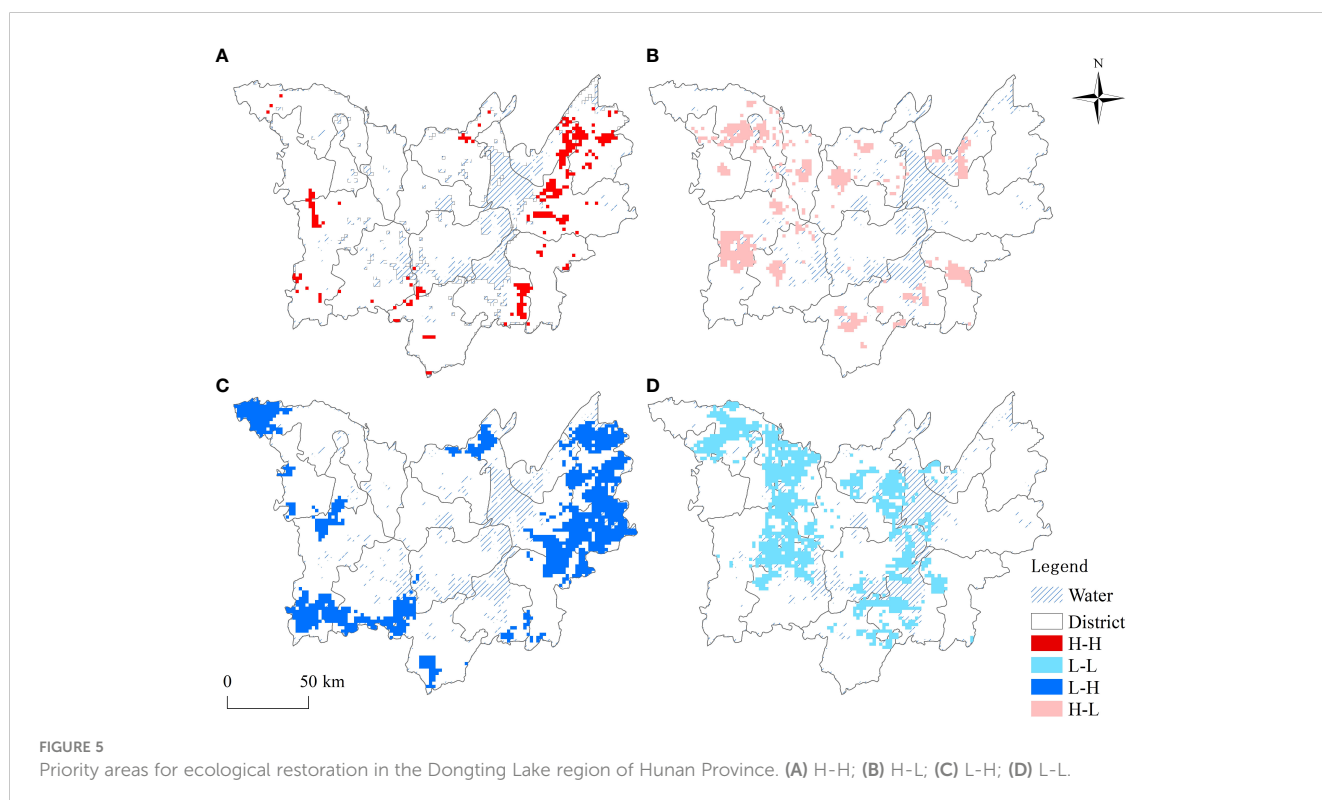 A
B
N
C
D
Legend
Water
District
H-H
L-L
L-H
H-L
0 50 km
FIGURE 5
Priority areas for ecological restoration in the Dongting Lake region of Hunan Province. (A) H-H; (B) H-L; (C) L-H; (D) L-L.